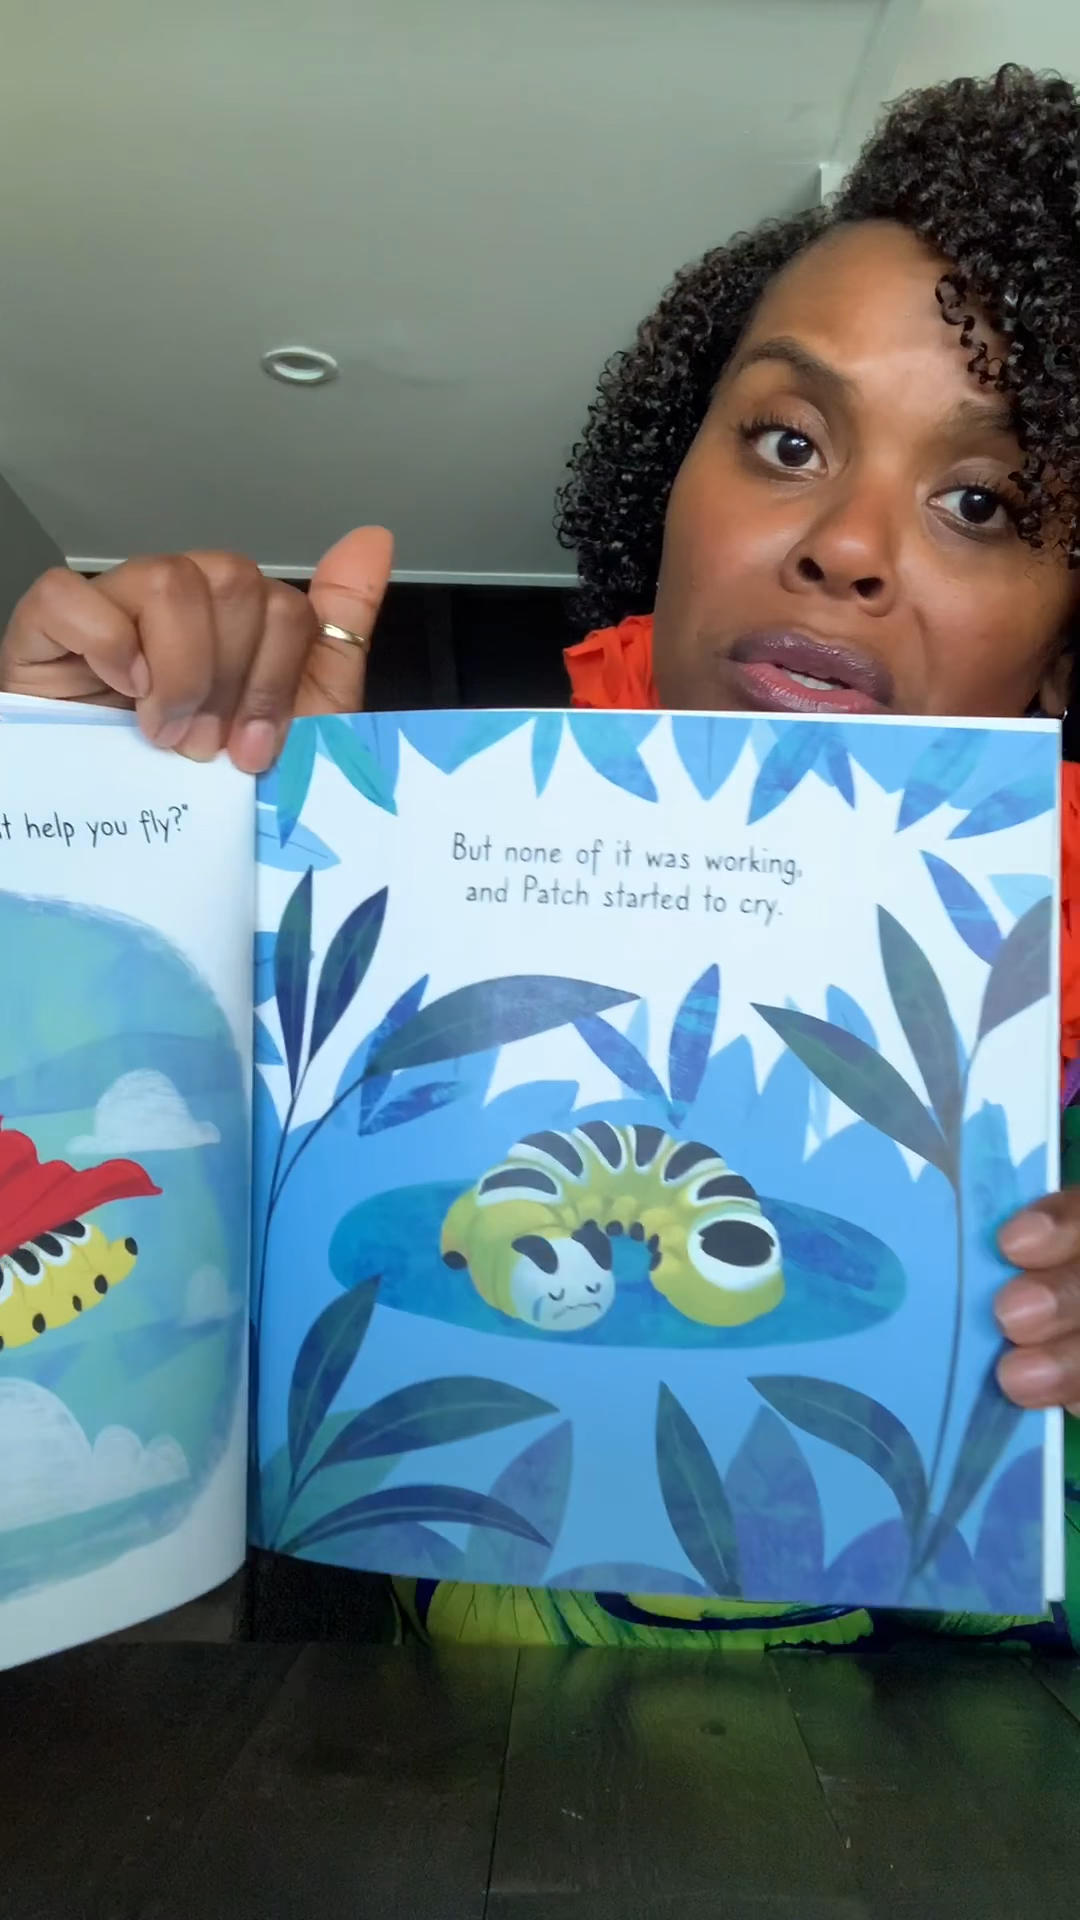 help you fly?"
But none of it was working,
and Patch started to cry.